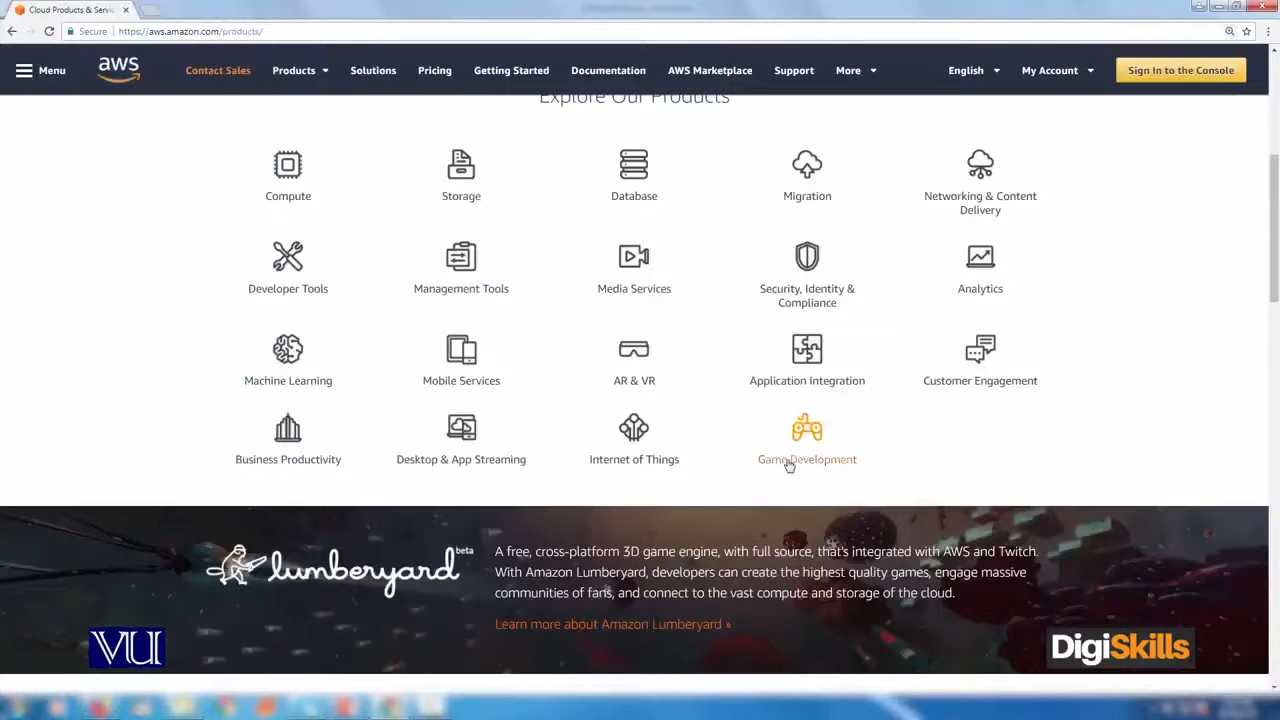 Cloud Products & Servic
Secure https://aws.amazon.com/products/
Menu aws Contact Sales Products Solutions Pricing Getting Started Documentation AWS Marketplace Support More English My Account Sign In to the Console
Explore Our Products
Compute Storage Database Migration Networking & Content
Delivery
Developer Tools Management Tools Media Services Security, Identity & Analytics
Compliance
Machine Learning Mobile Services AR & VR Application Integration Customer Engagement
Business Productivity Desktop & App Streaming Internet of Things Game Development
lumberyard beta
A free, cross-platform 3D game engine, with full source, that's integrated with AWS and Twitch.
With Amazon Lumberyard, developers can create the highest quality games, engage massive
communities of fans, and connect to the vast compute and storage of the cloud.
Learn more about Amazon Lumberyard »
VU
DigiSkills